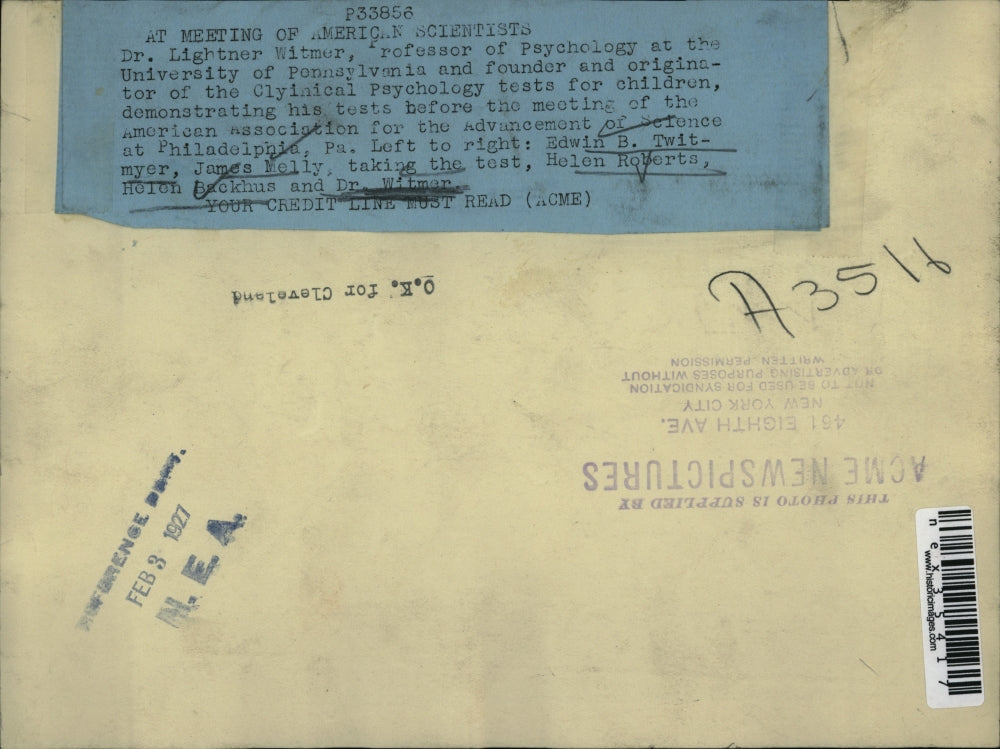 P33856
AT MEETING OF AMERICAN SCIENTISTS
Dr. Lightner Witmer, Professor of Psychology at the
University of Pennsylvania and founder and origina-
tor of the Clyinical Psychology tests for children,
demonstrating his tests before the meeting of the
American Association for the Advancement of Science
at Philadelphia, Pa. Left to right: Edwin B. Twit-
myer, James Melly, taking the test, Helen Roberts,
Helen Backhus and Dr. Witmer.
YOUR CREDIT LINE MUST READ (ACME)
O.K. for Cleveland
A3516
THIS PHOTO IS SUPPLIED BY
ACME NEWSPICTURES
461 EIGHTH AVE.
NEW YORK CITY
NOT TO BE USED FOR SYNDICATION
OR ADVERTISING PURPOSES WITHOUT
WRITTEN PERMISSION
REFERENCE DEPT.
FEB 3 1927
N. E. A.
nex35417
www.historicimages.com